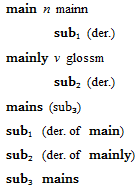 main n mainn
sub₁ (der.)
mainly v glossm
sub₂ (der.)
mains (sub₃)
sub₁ (der. of main)
sub₂ (der. of mainly)
sub₃ mains